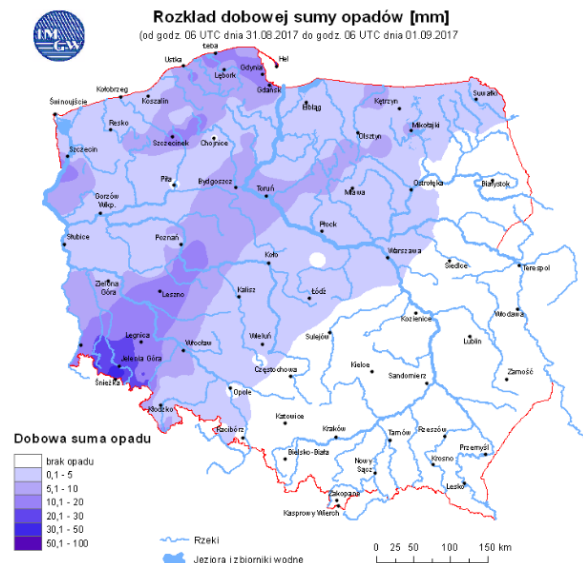 IM
GW
Rozkład dobowej sumy opadów [mm]
(od godz. 06 UTC dnia 31.08.2017 do godz. 06 UTC dnia 01.09.2017
Łeba
Ustka
Hel
Lębork
Gdynia
Gdańsk
Kołobrzeg
Koszalin
Świnoujście
Resko
Elbląg
Kętrzyn
Suwałki
Szczecinek
Chojnice
Olsztyn
Mikołajki
Szczecin
Piła
Bydgoszcz
Toruń
Mława
Ostrołęka
Białystok
Gorzów
Wlkp.
Płock
Słubice
Poznań
Warszawa
Koło
Siedlce
Terespol
Zielona
Góra
Leszno
Kalisz
Łódź
Kozienice
Włodawa
Legnica
Wrocław
Wieluń
Sulejów
Lublin
Jelenia Góra
Śnieżka
Częstochowa
Kielce
Sandomierz
Zamość
Opole
Kłodzko
Racibórz
Katowice
Kraków
Tarnów
Rzeszów
Bielsko-Biała
Nowy
Sącz
Krosno
Przemyśl
Lesko
Zakopane
Kasprowy Wierch
Dobowa suma opadu
brak opadu
0,1 - 5
5,1 - 10
10,1 - 20
20,1 - 30
30,1 - 50
50,1 - 100
Rzeki
Jeziora i zbiorniki wodne
0 25 50 100 150 km